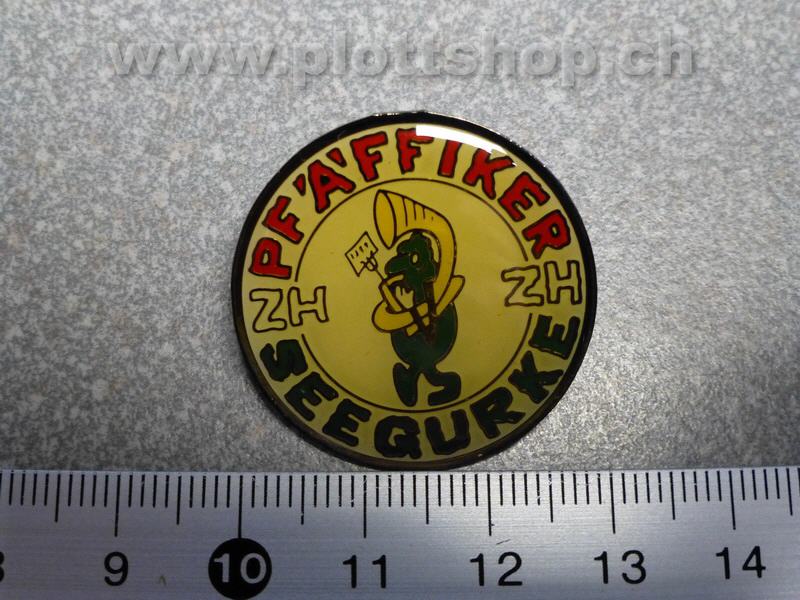 www.plottshop.ch
PFÄFFIKER
ZH ZH
SEEGURKE
9 10 11 12 13 14